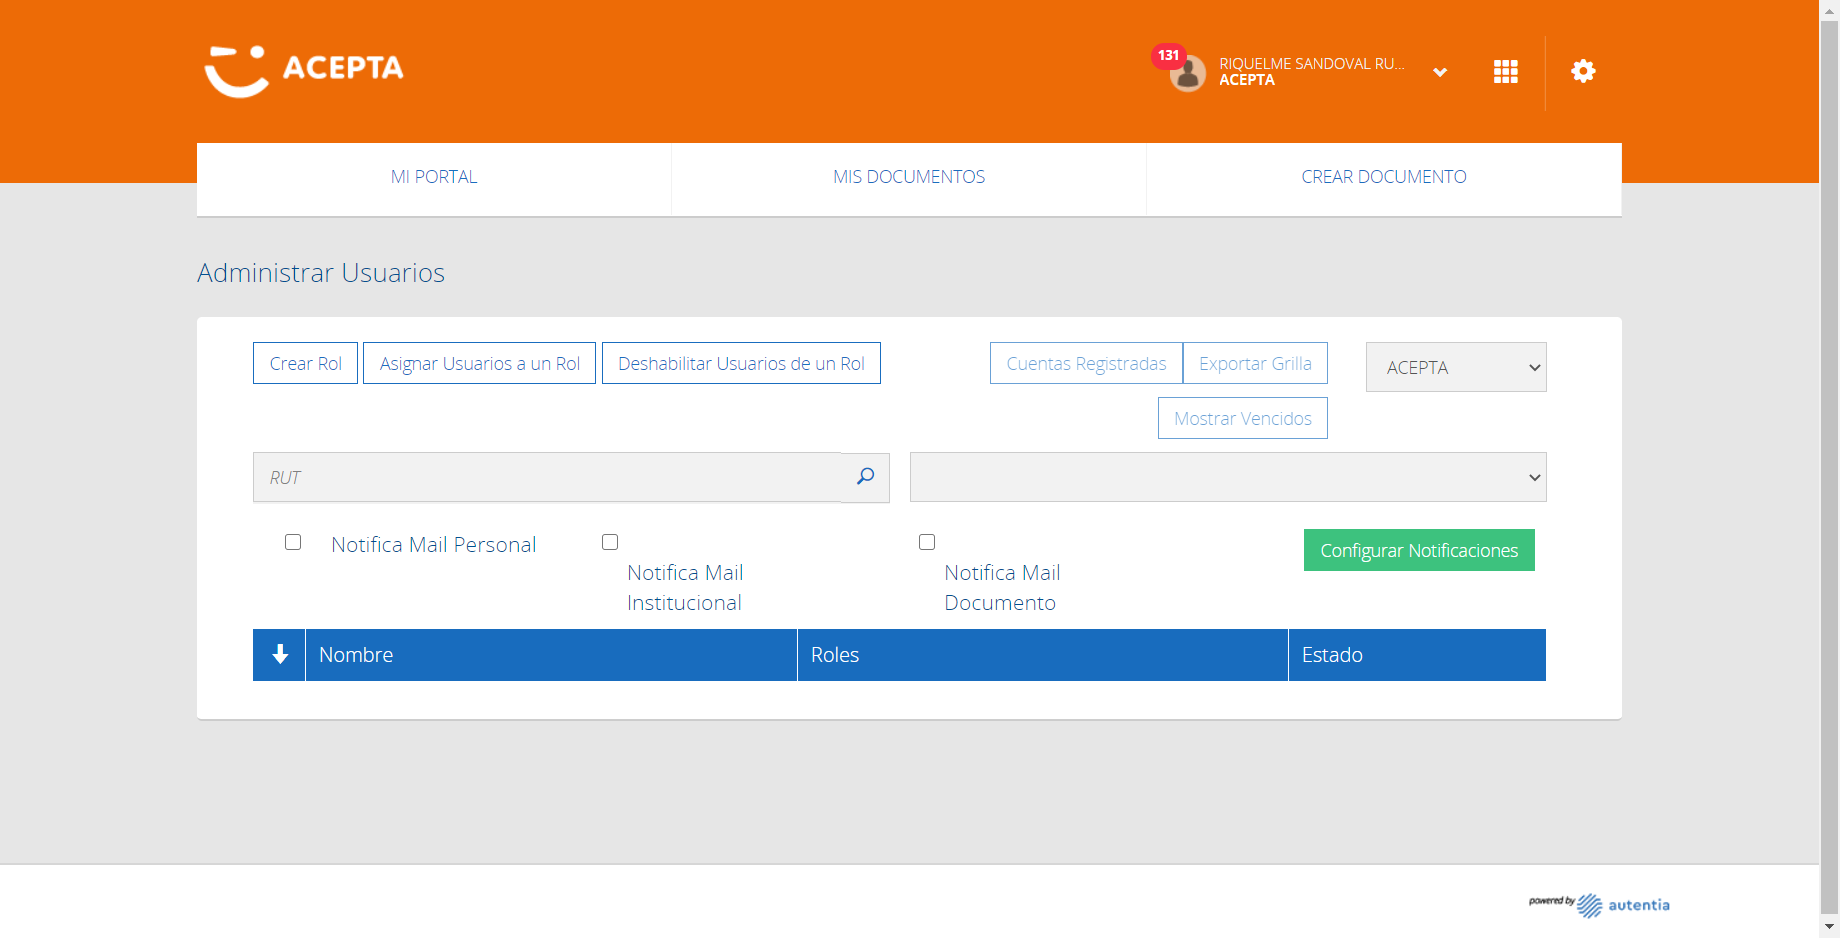 ACEPTA
131
RIQUELME SANDOVAL RU...
ACEPTA
MI PORTAL
MIS DOCUMENTOS
CREAR DOCUMENTO
Administrar Usuarios
Crear Rol
Asignar Usuarios a un Rol
Deshabilitar Usuarios de un Rol
Cuentas Registradas
Exportar Grilla
ACEPTA
Mostrar Vencidos
RUT
Notifica Mail Personal
Notifica Mail
Institucional
Notifica Mail
Documento
Configurar Notificaciones
Nombre
Roles
Estado
powered by
autentia